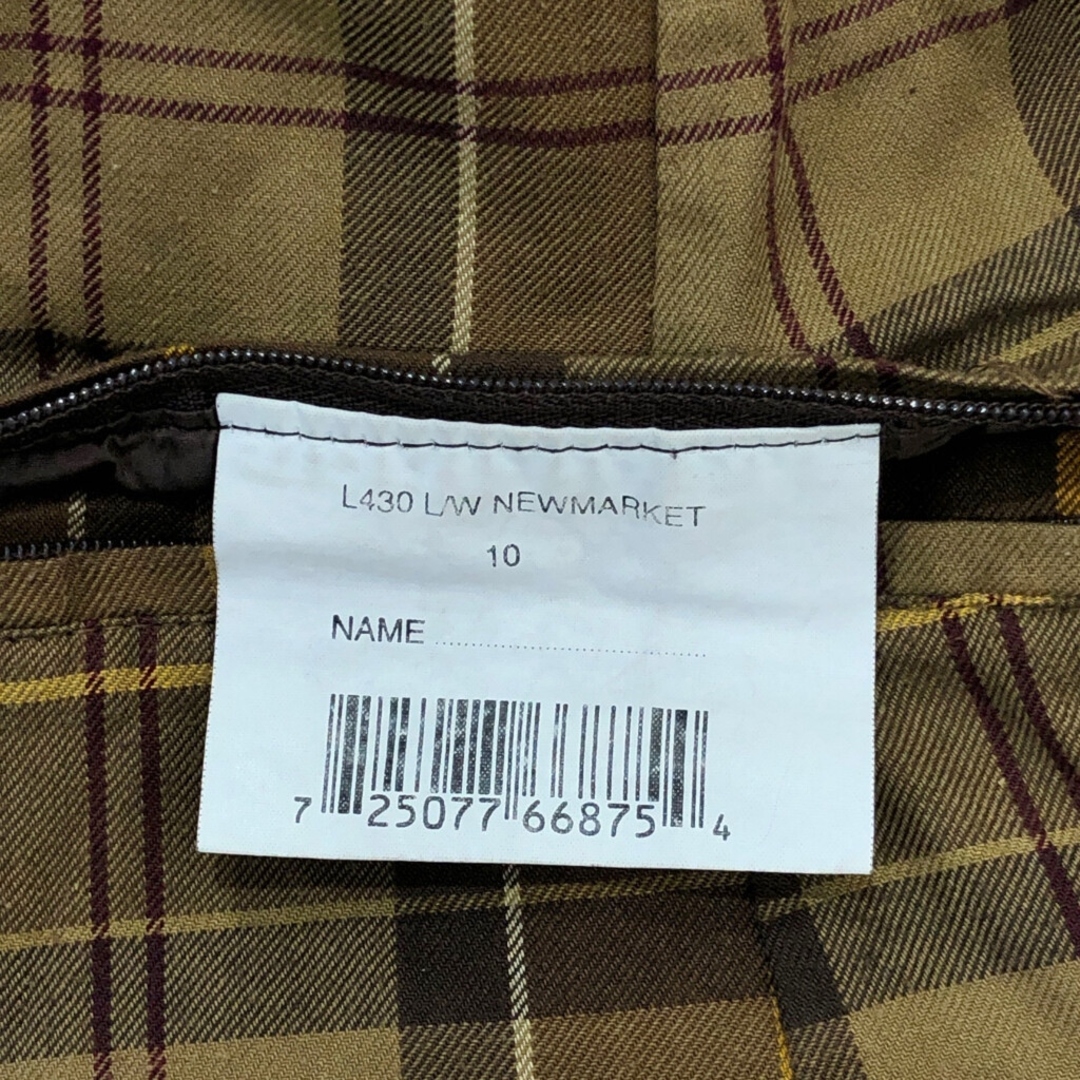 L430 L/W NEWMARKET
10
NAME ..............................
7 25077 66875 4